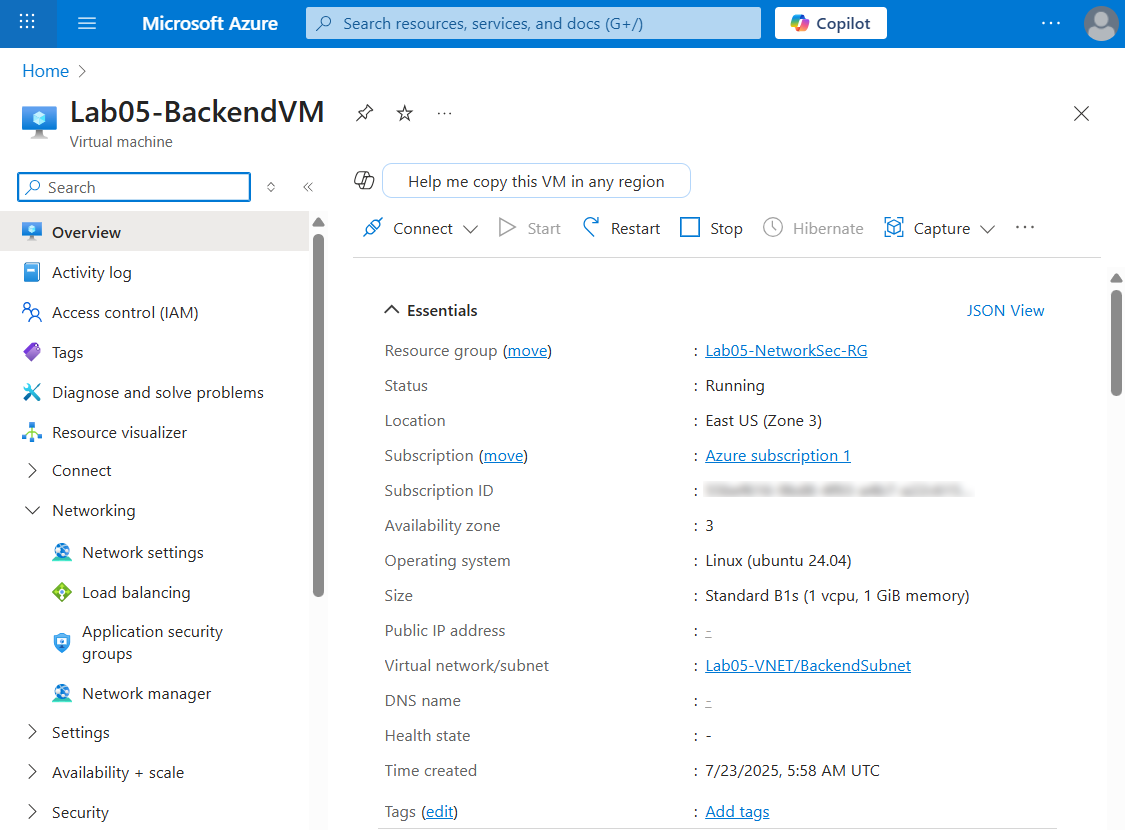 Microsoft Azure
Search resources, services, and docs (G+/)
Copilot
Home
Lab05-BackendVM
Virtual machine
Search
Help me copy this VM in any region
Connect
Start
Restart
Stop
Hibernate
Capture
Overview
Activity log
Access control (IAM)
Tags
Diagnose and solve problems
Resource visualizer
Connect
Networking
Network settings
Load balancing
Application security
groups
Network manager
Settings
Availability + scale
Security
Essentials
JSON View
Resource group (move) : Lab05-NetworkSec-RG
Status : Running
Location : East US (Zone 3)
Subscription (move) : Azure subscription 1
Subscription ID :
Availability zone : 3
Operating system : Linux (ubuntu 24.04)
Size : Standard B1s (1 vcpu, 1 GiB memory)
Public IP address : -
Virtual network/subnet : Lab05-VNET/BackendSubnet
DNS name : -
Health state : -
Time created : 7/23/2025, 5:58 AM UTC
Tags (edit) : Add tags